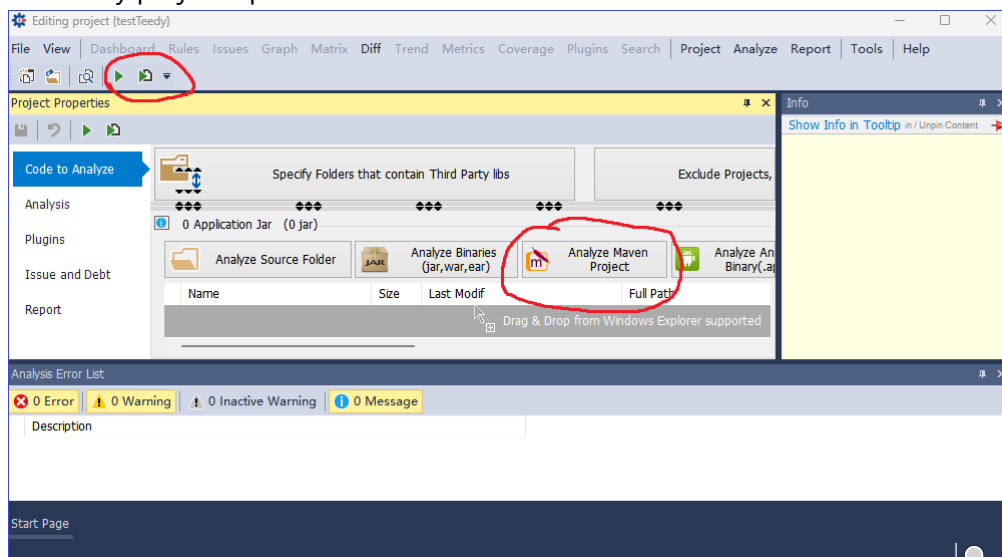 Editing project {testTeedy}
File View Dashboard Rules Issues Graph Matrix Diff Trend Metrics Coverage Plugins Search Project Analyze Report Tools Help
Project Properties
Info
Show Info in Tooltip in / Unpin Content
Code to Analyze
Specify Folders that contain Third Party libs
Exclude Projects,
Analysis
0 Application Jar (0 jar)
Plugins
Analyze Source Folder
JAR
Analyze Binaries
(jar,war,ear)
m
Analyze Maven
Project
Analyze An
Binary(.a
Issue and Debt
Name Size Last Modif Full Path
Report
Drag & Drop from Windows Explorer supported
Analysis Error List
0 Error 0 Warning 0 Inactive Warning 0 Message
Description
Start Page